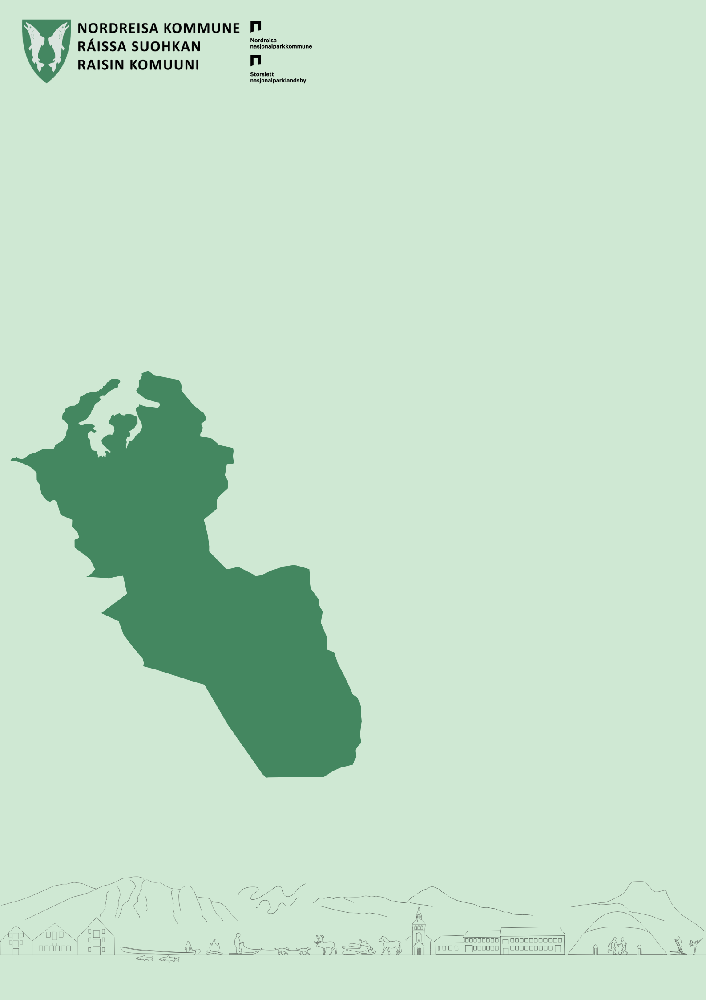 NORDREISA KOMMUNE
RÁISSA SUOHKAN
RAISIN KOMUUNI
Nordreisa
nasjonalparkkommune
Storslett
nasjonalparklandsby